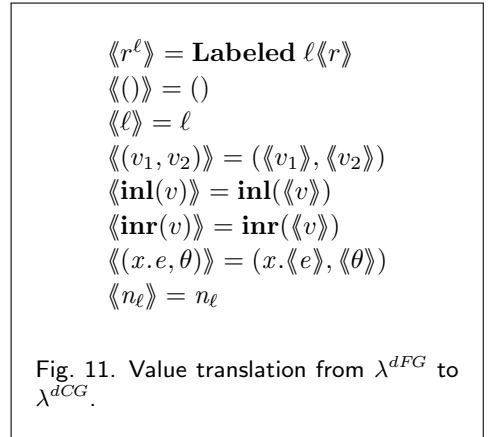 ⟪r^ℓ⟫ = Labeled ℓ⟪r⟫
⟪()⟫ = ()
⟪ℓ⟫ = ℓ
⟪(v₁, v₂)⟫ = (⟪v₁⟫, ⟪v₂⟫)
⟪inl(v)⟫ = inl(⟪v⟫)
⟪inr(v)⟫ = inr(⟪v⟫)
⟪(x.e, θ)⟫ = (x.⟪e⟫, ⟪θ⟫)
⟪n_ℓ⟫ = n_ℓ
Fig. 11. Value translation from λ^dFG to
λ^dCG.